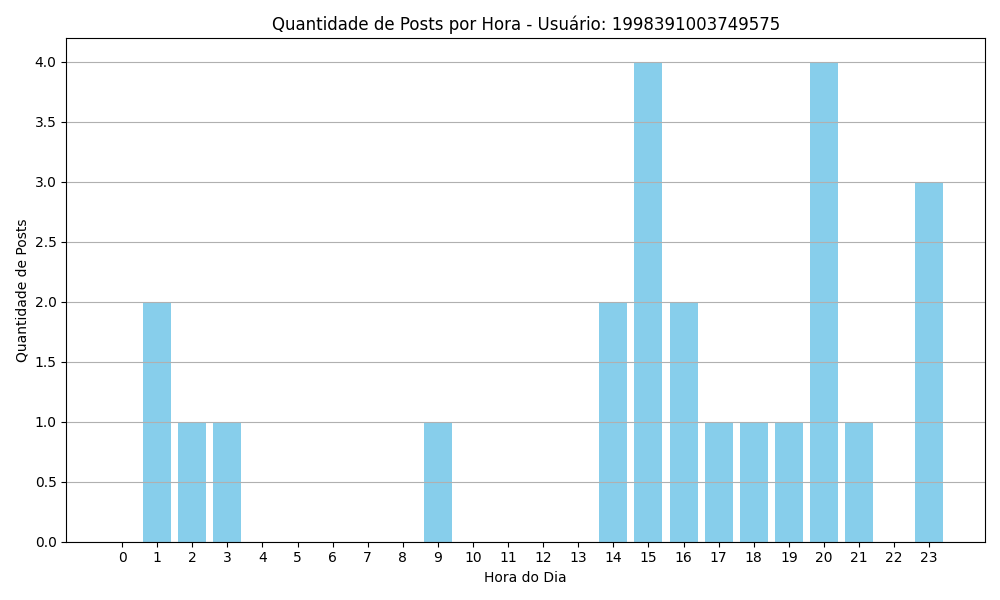 Quantidade de Posts por Hora - Usuário: 1998391003749575
4.0
3.5
3.0
2.5
2.0
1.5
1.0
0.5
0.0
Quantidade de Posts
0 1 2 3 4 5 6 7 8 9 10 11 12 13 14 15 16 17 18 19 20 21 22 23
Hora do Dia